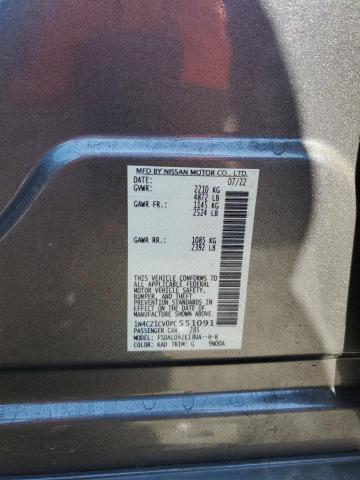 MFD BY NISSAN MOTOR CO., LTD.
DATE: 07/22
GVWR: 2210 KG
4872 LB
GAWR FR.: 1145 KG
2524 LB
GAWR RR.: 1085 KG
2392 LB
THIS VEHICLE CONFORMS TO ALL
APPLICABLE FEDERAL MOTOR VEHICLE SAFETY,
BUMPER, AND THEFT
PREVENTION STANDARDS IN
EFFECT ON THE DATE OF
MANUFACTURE SHOWN ABOVE.
1N4CZ1CV0PC551091
PASSENGER CAR Z85
MODEL:
KAD TRIM: G